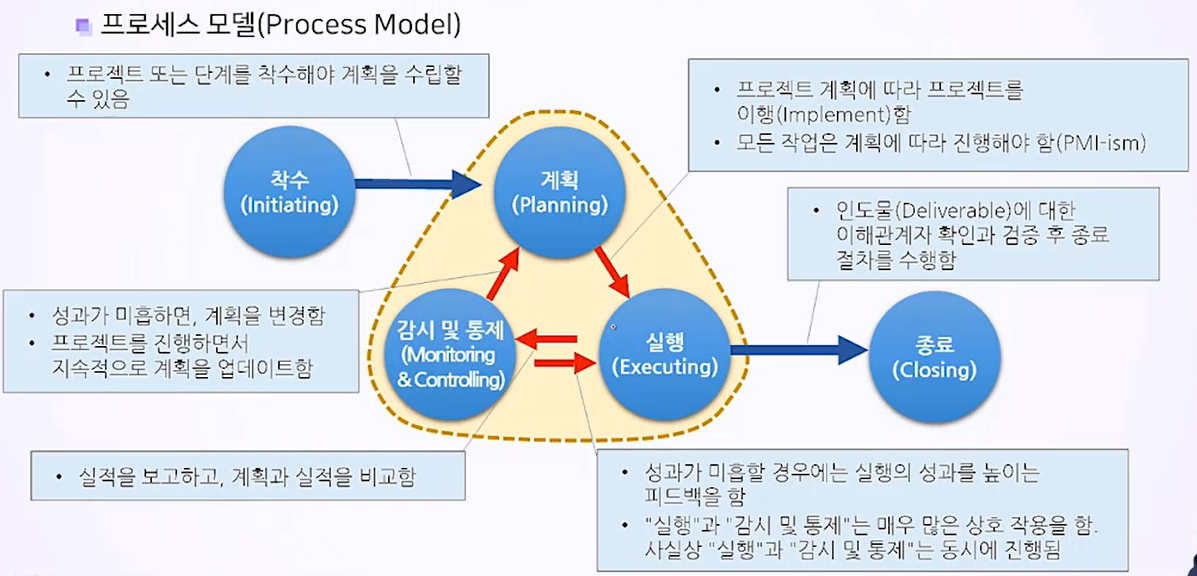 프로세스 모델(Process Model)
• 프로젝트 또는 단계를 착수해야 계획을 수립할
수 있음
• 프로젝트 계획에 따라 프로젝트를
이행(Implement)함
• 모든 작업은 계획에 따라 진행해야 함(PMI-ism)
착수
(Initiating)
계획
(Planning)
• 인도물(Deliverable)에 대한
이해관계자 확인과 검증 후 종료
절차를 수행함
• 성과가 미흡하면, 계획을 변경함
• 프로젝트를 진행하면서
지속적으로 계획을 업데이트함
감시 및 통제
(Monitoring
& Controlling)
실행
(Executing)
종료
(Closing)
• 실적을 보고하고, 계획과 실적을 비교함
• 성과가 미흡할 경우에는 실행의 성과를 높이는
피드백을 함
• "실행"과 "감시 및 통제"는 매우 많은 상호 작용을 함.
사실상 "실행"과 "감시 및 통제"는 동시에 진행됨